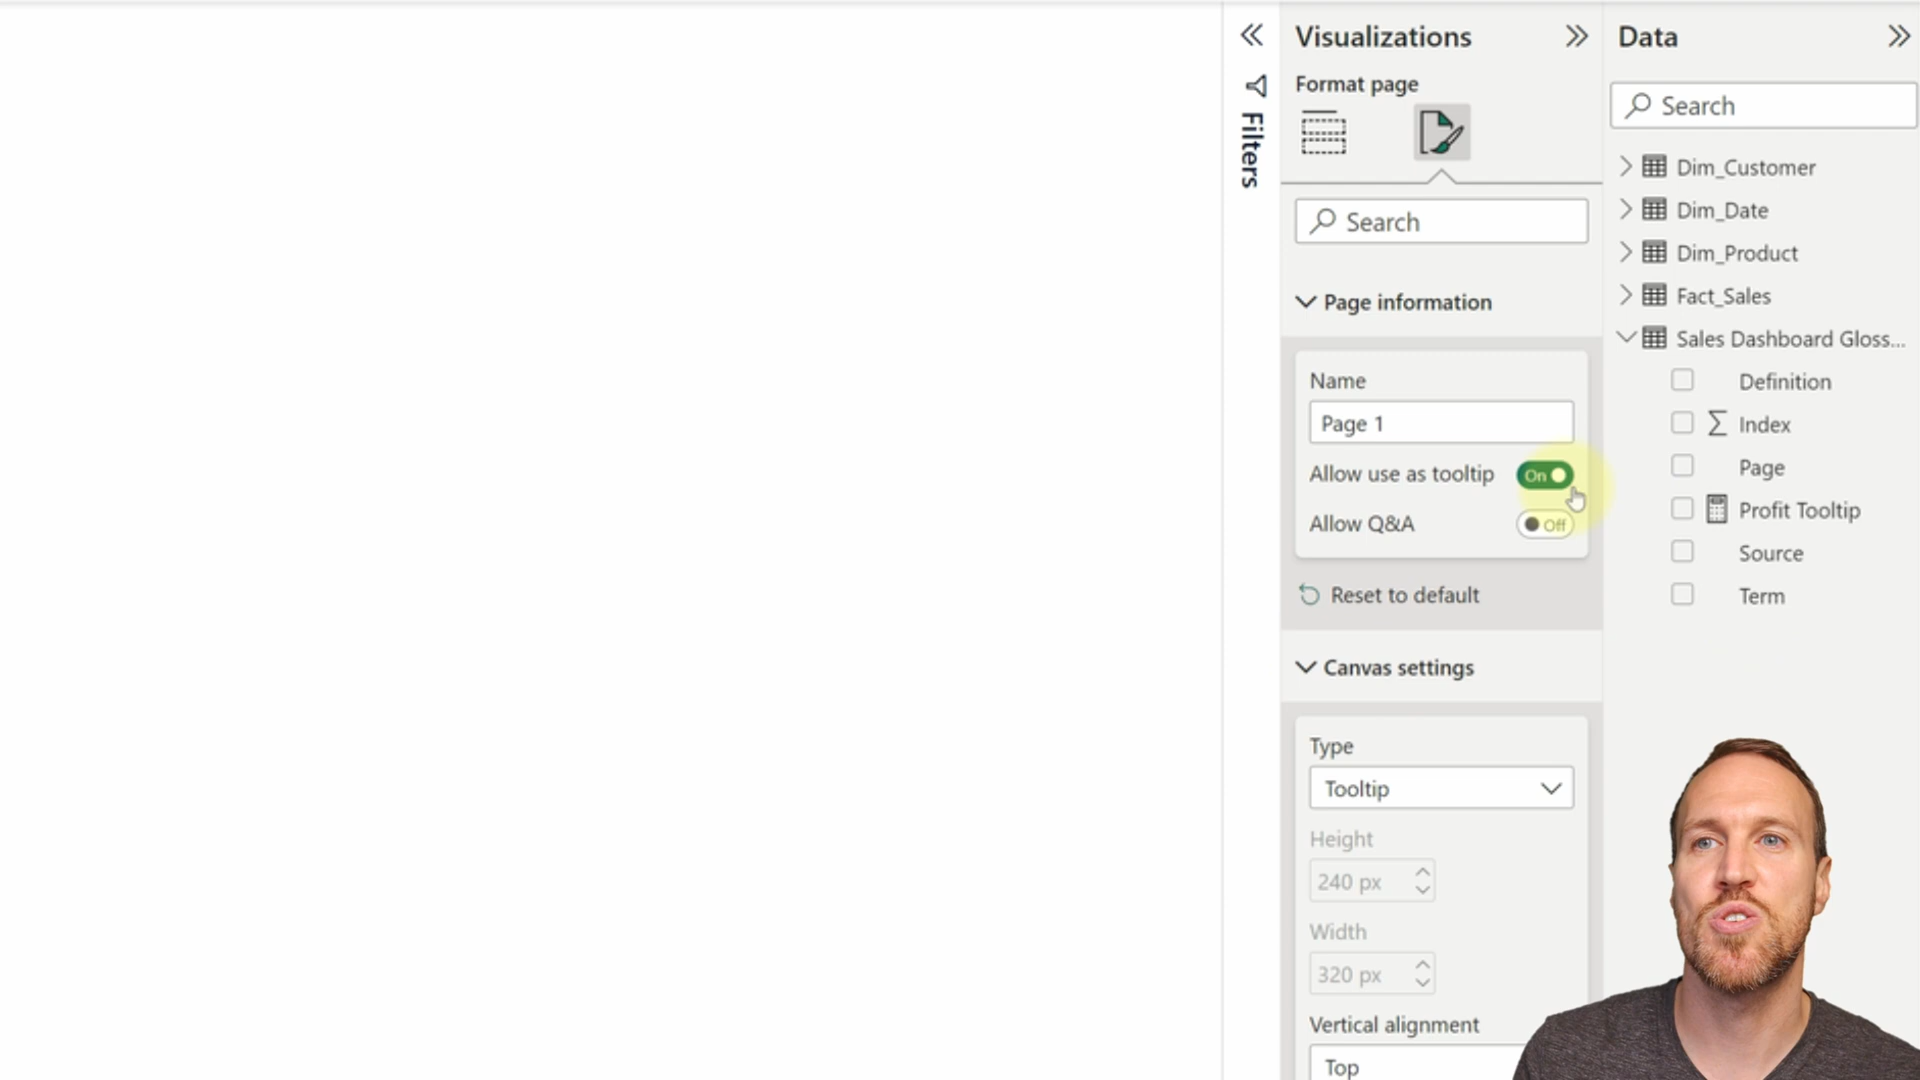 Visualizations
Format page
Search
Page information
Name
Page 1
Allow use as tooltip
On
Allow Q&A
Off
Reset to default
Canvas settings
Type
Tooltip
Height
240 px
Width
320 px
Vertical alignment
Top
Filters
Data
Search
Dim_Customer
Dim_Date
Dim_Product
Fact_Sales
Sales Dashboard Gloss...
Definition
Index
Page
Profit Tooltip
Source
Term